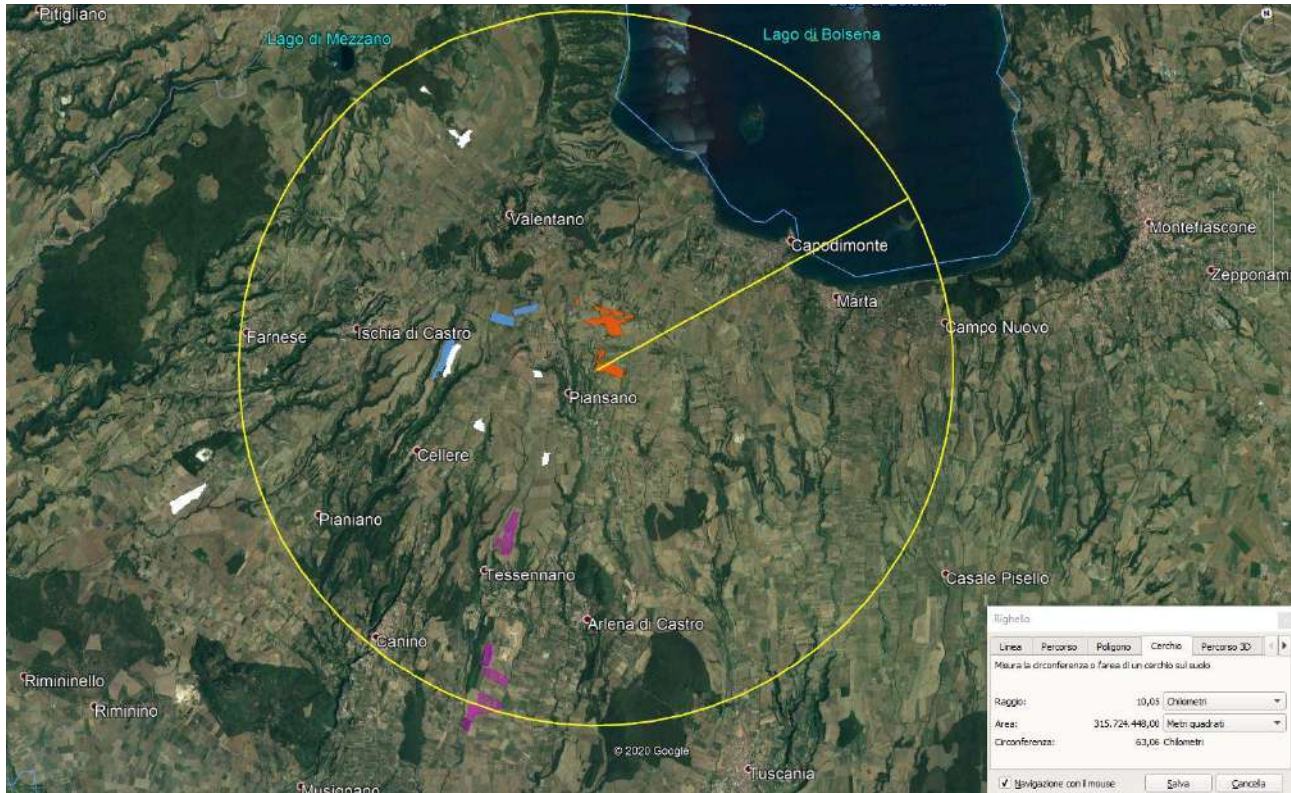 Pitigliano
Lago di Mezzano
Lago di Bolsena
N
Valentano
Capodimonte
Montefiascone
Zepponami
Marta
Farnese
Ischia di Castro
Campo Nuovo
Piansano
Cellere
Pianiano
Tessennano
Casale Pisello
Arlena di Castro
Canino
Rimininello
Riminino
© 2020 Google
Tuscania
Musignano
Righello
Linea Percorso Poligono Cerchio Percorso 3D
Misura la circonferenza o l'area di un cerchio sul suolo
Raggio: 10,05 Chilometri
Area: 315.724.448,00 Metri quadrati
Circonferenza: 63,06 Chilometri
Navigazione con il mouse Salva Cancella